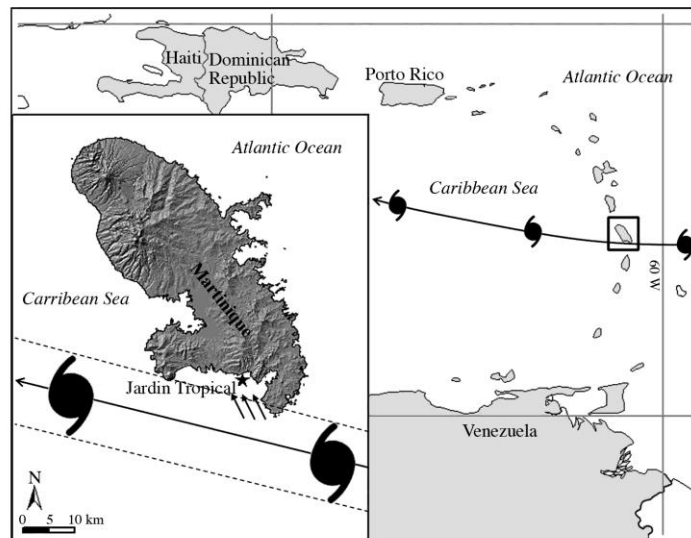 Haiti
Dominican
Republic
Porto Rico
Atlantic Ocean
Caribbean Sea
60 W
Venezuela
Atlantic Ocean
Martinique
Carribean Sea
Jardin Tropical
N
0 5 10 km